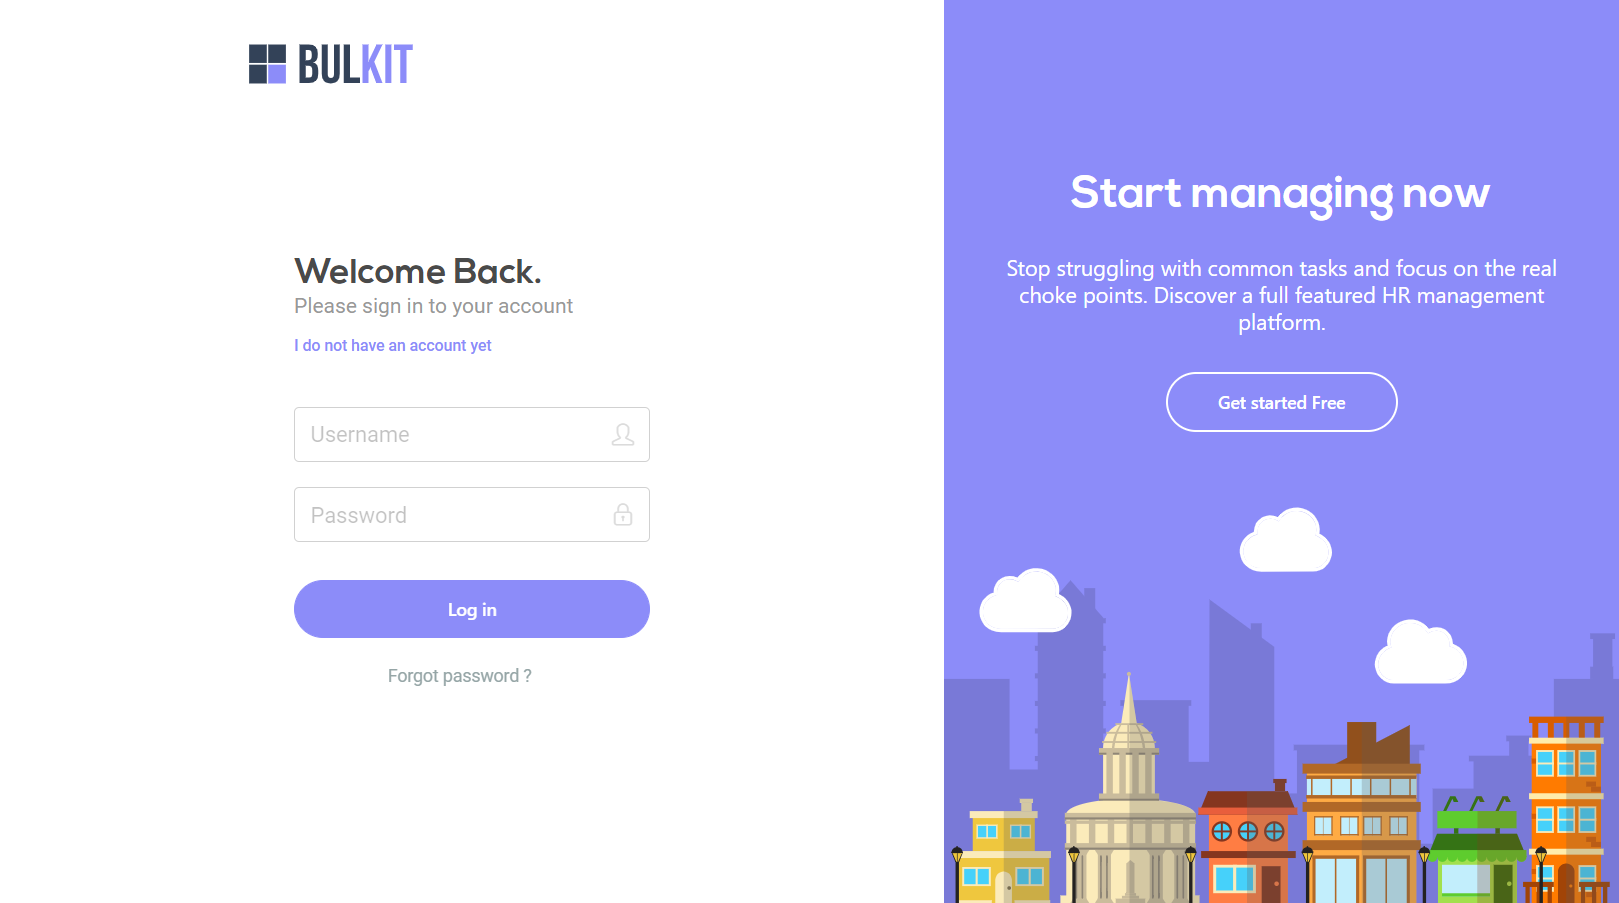 BULKIT
Welcome Back.
Please sign in to your account
I do not have an account yet
Username
Password
Log in
Forgot password ?
Start managing now
Stop struggling with common tasks and focus on the real
choke points. Discover a full featured HR management
platform.
Get started Free